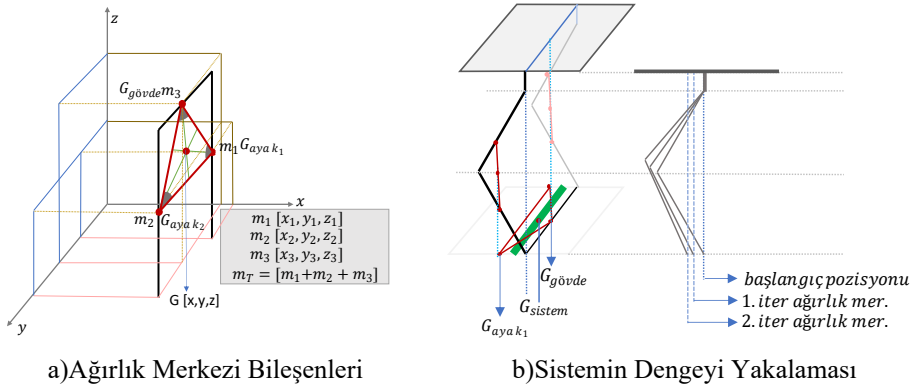 z
G_gövde m_3
m_1 G_ayak_1
x
m_2 G_ayak_2
m_1 [x_1, y_1, z_1]
m_2 [x_2, y_2, z_2]
m_3 [x_3, y_3, z_3]
m_T = [m_1+m_2 + m_3]
G [x,y,z]
y
a)Ağırlık Merkezi Bileşenleri
G_gövde
G_sistem
G_ayak_1
başlangıç pozisyonu
1. iter ağırlık mer.
2. iter ağırlık mer.
b)Sistemin Dengeyi Yakalaması